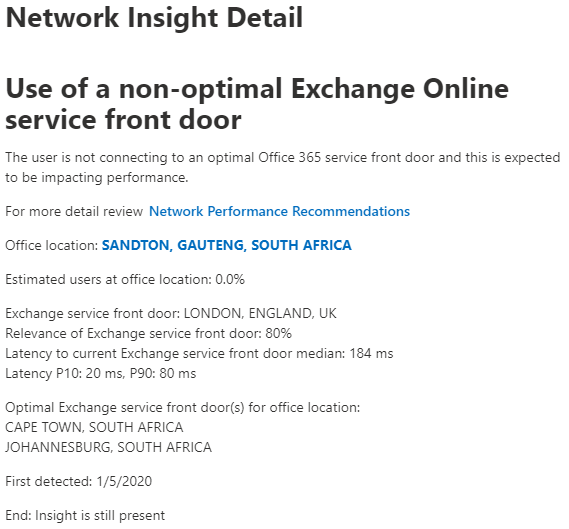 Network Insight Detail
Use of a non-optimal Exchange Online
service front door
The user is not connecting to an optimal Office 365 service front door and this is expected
to be impacting performance.
For more detail review Network Performance Recommendations
Office location: SANDTON, GAUTENG, SOUTH AFRICA
Estimated users at office location: 0.0%
Exchange service front door: LONDON, ENGLAND, UK
Relevance of Exchange service front door: 80%
Latency to current Exchange service front door median: 184 ms
Latency P10: 20 ms, P90: 80 ms
Optimal Exchange service front door(s) for office location:
CAPE TOWN, SOUTH AFRICA
JOHANNESBURG, SOUTH AFRICA
First detected: 1/5/2020
End: Insight is still present